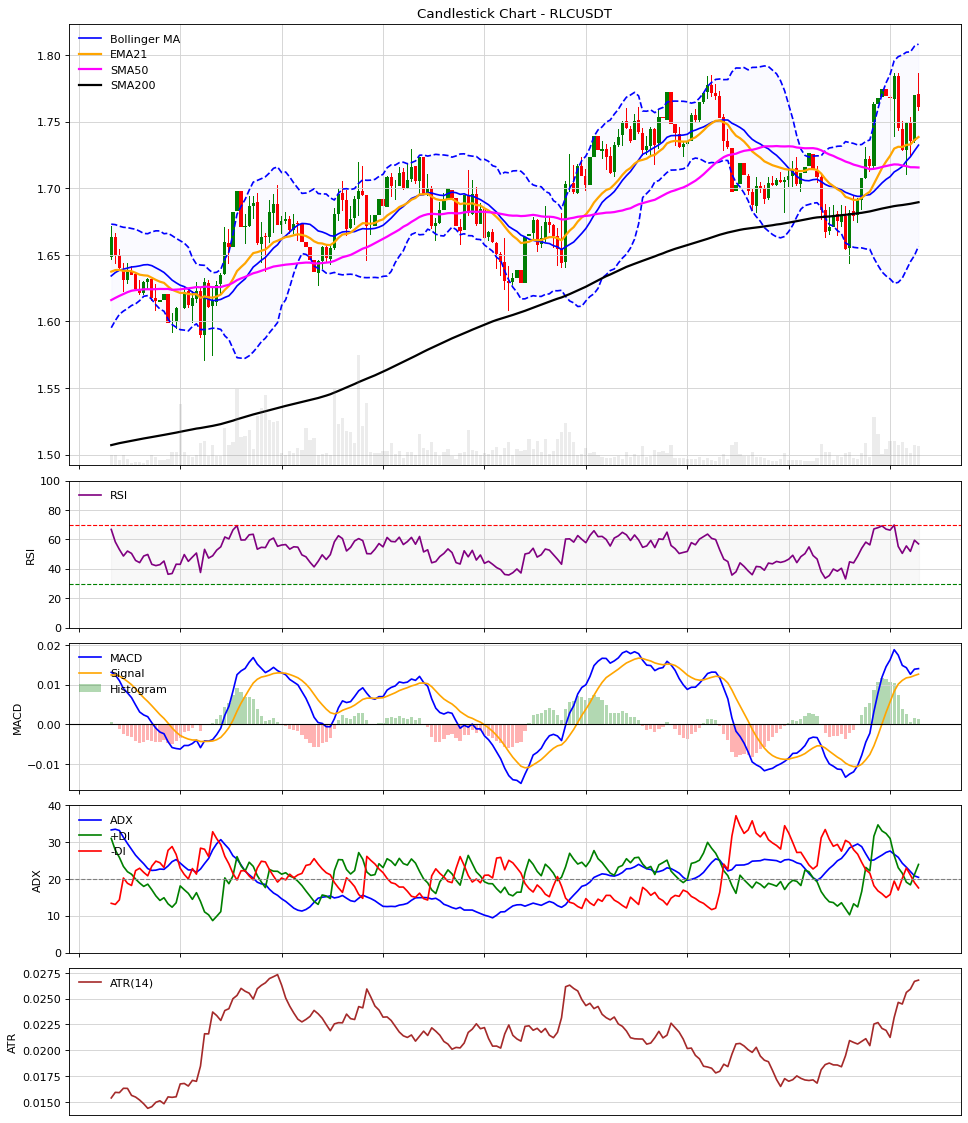 Candlestick Chart - RLCUSDT
Bollinger MA
EMA21
SMA50
SMA200
1.80
1.75
1.70
1.65
1.60
1.55
1.50
RSI
RSI
100
80
60
40
20
0
MACD
Signal
Histogram
MACD
0.02
0.01
0.00
−0.01
ADX
+DI
-DI
ADX
40
30
20
10
0
ATR(14)
ATR
0.0275
0.0250
0.0225
0.0200
0.0175
0.0150